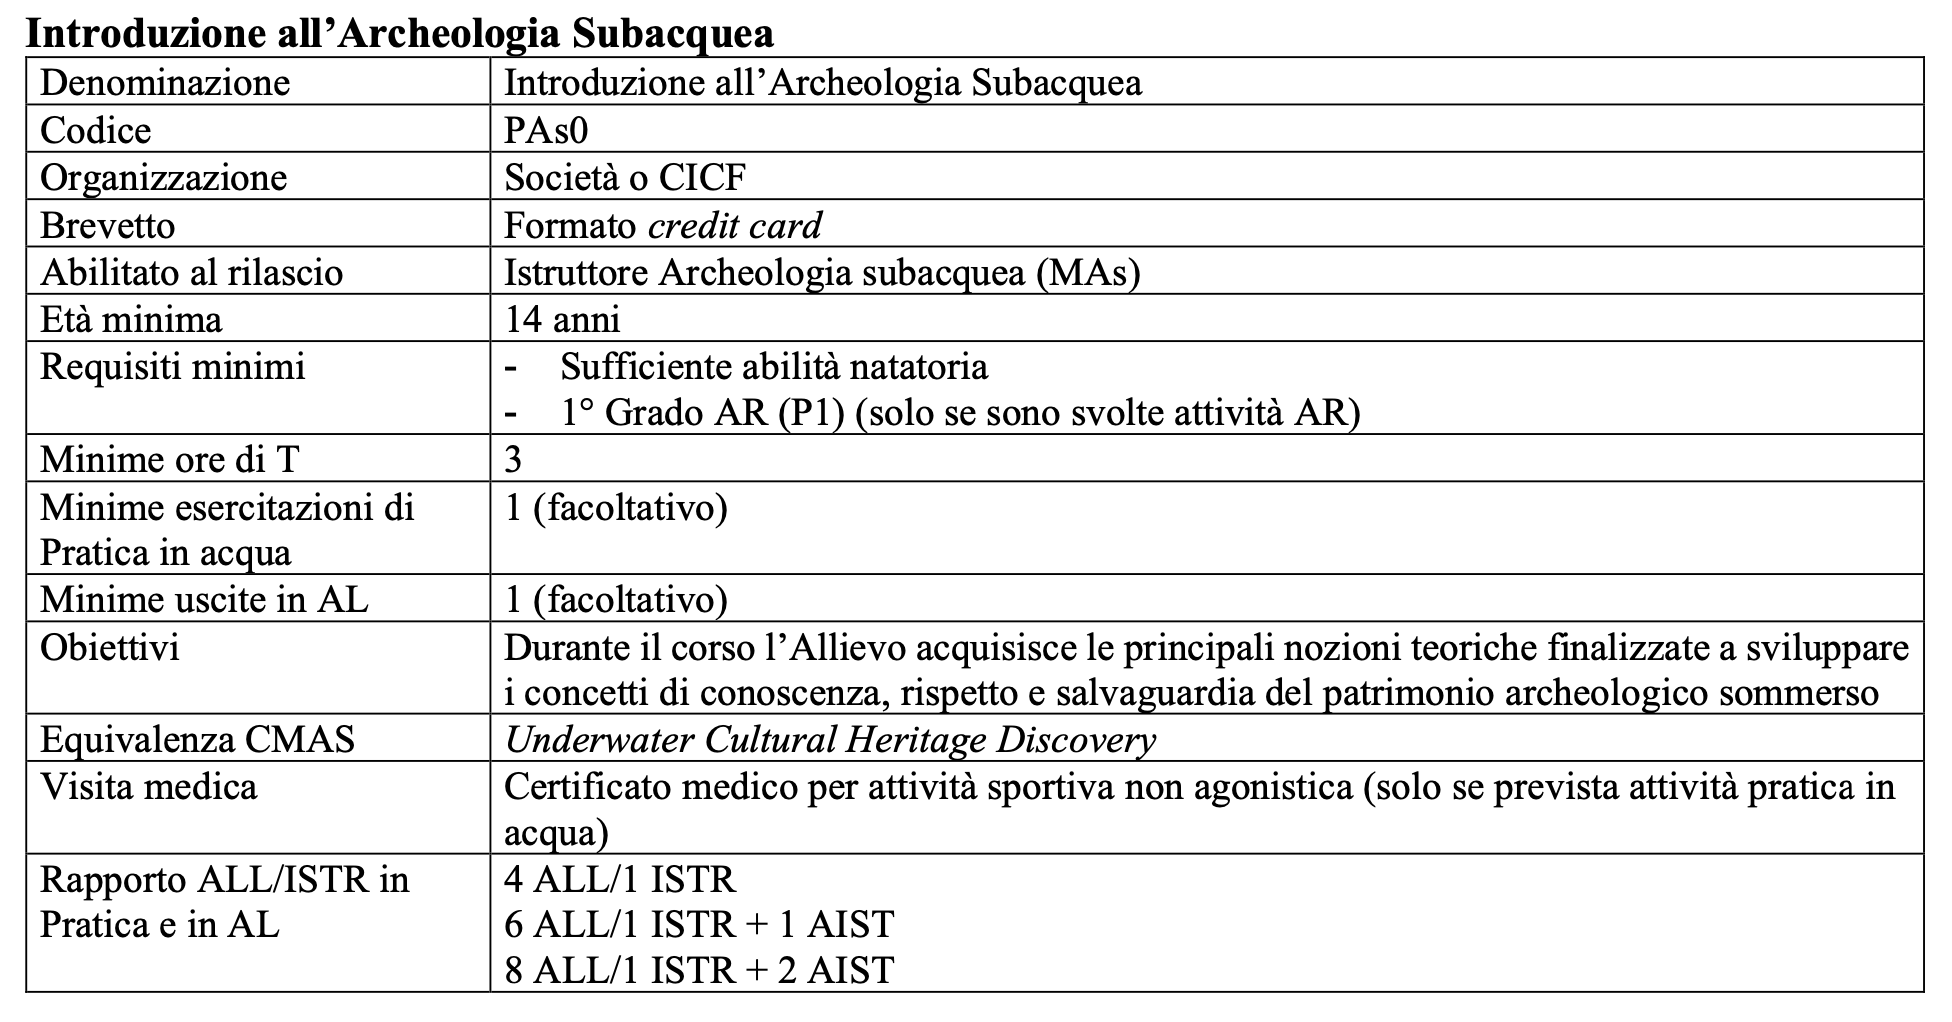 Introduzione all’Archeologia Subacquea
Denominazione
Introduzione all’Archeologia Subacquea
Codice
PAs0
Organizzazione
Società o CICF
Brevetto
Formato credit card
Abilitato al rilascio
Istruttore Archeologia subacquea (MAs)
Età minima
14 anni
Requisiti minimi
- Sufficiente abilità natatoria
- 1° Grado AR (P1) (solo se sono svolte attività AR)
Minime ore di T
3
Minime esercitazioni di
Pratica in acqua
1 (facoltativo)
Minime uscite in AL
1 (facoltativo)
Obiettivi
Durante il corso l’Allievo acquisisce le principali nozioni teoriche finalizzate a sviluppare
i concetti di conoscenza, rispetto e salvaguardia del patrimonio archeologico sommerso
Equivalenza CMAS
Underwater Cultural Heritage Discovery
Visita medica
Certificato medico per attività sportiva non agonistica (solo se prevista attività pratica in
acqua)
Rapporto ALL/ISTR in
Pratica e in AL
4 ALL/1 ISTR
6 ALL/1 ISTR + 1 AIST
8 ALL/1 ISTR + 2 AIST